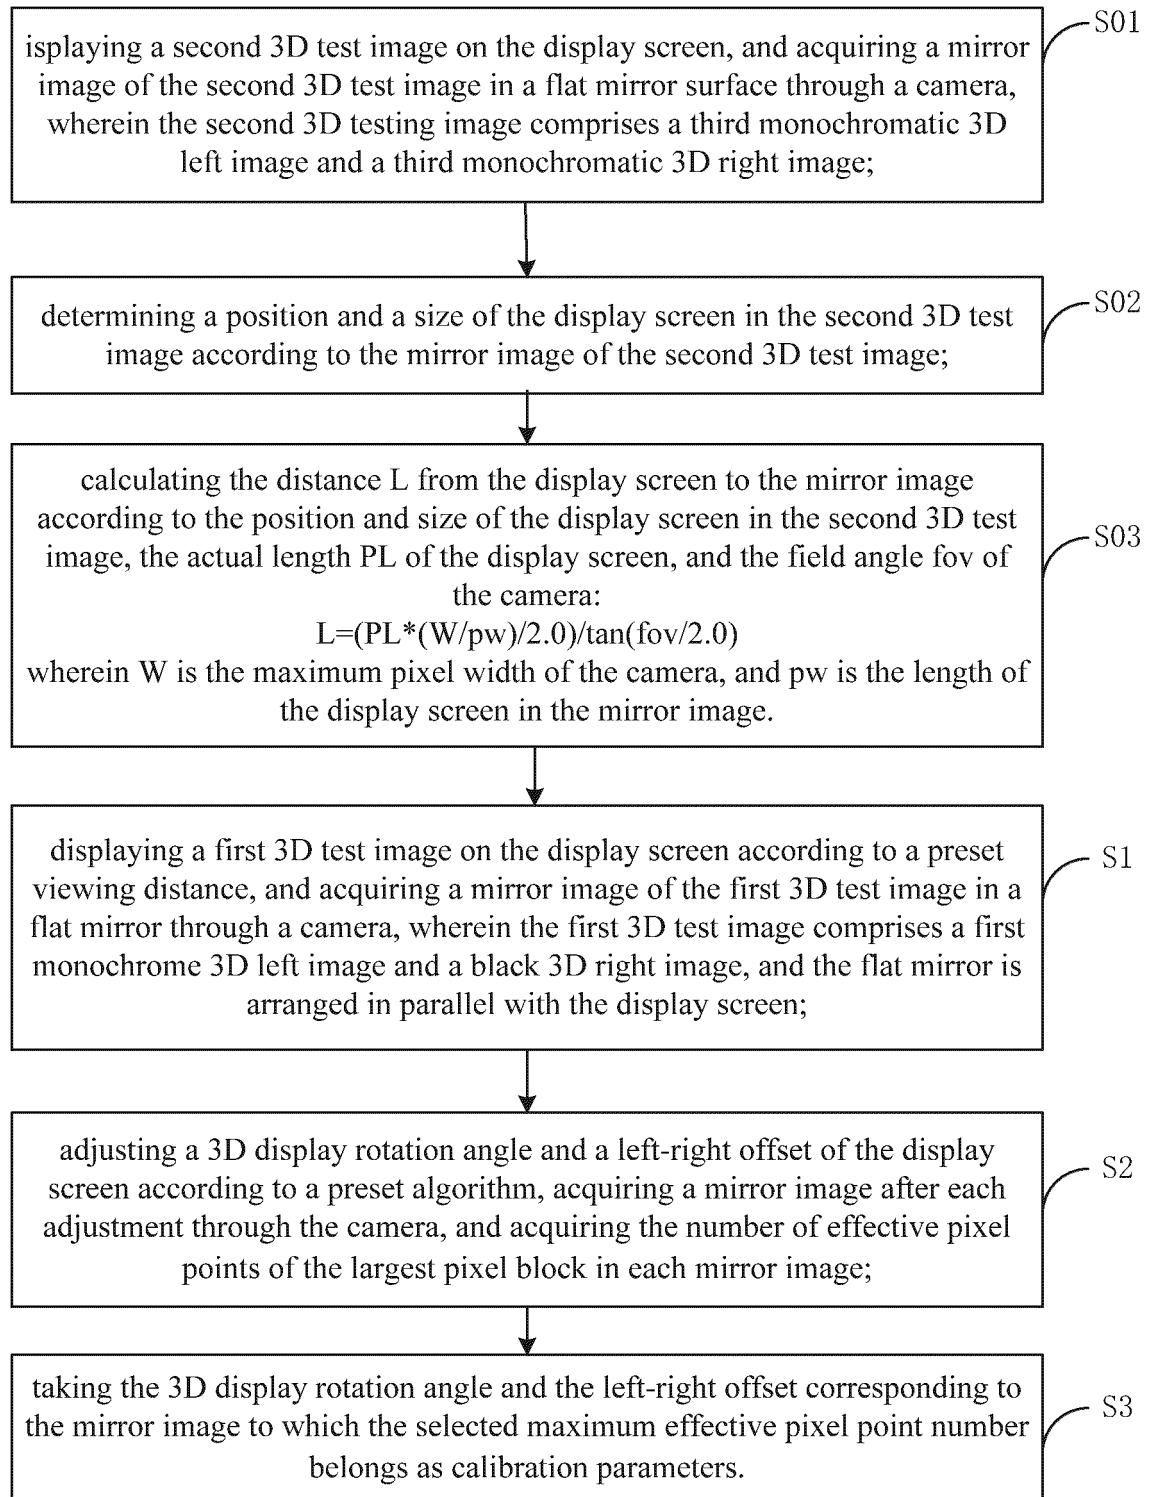 isplaying a second 3D test image on the display screen, and acquiring a mirror
image of the second 3D test image in a flat mirror surface through a camera,
wherein the second 3D testing image comprises a third monochromatic 3D
left image and a third monochromatic 3D right image;
S01
determining a position and a size of the display screen in the second 3D test
image according to the mirror image of the second 3D test image;
S02
calculating the distance L from the display screen to the mirror image
according to the position and size of the display screen in the second 3D test
image, the actual length PL of the display screen, and the field angle fov of
the camera:
L=(PL*(W/pw)/2.0)/tan(fov/2.0)
wherein W is the maximum pixel width of the camera, and pw is the length of
the display screen in the mirror image.
S03
displaying a first 3D test image on the display screen according to a preset
viewing distance, and acquiring a mirror image of the first 3D test image in a
flat mirror through a camera, wherein the first 3D test image comprises a first
monochrome 3D left image and a black 3D right image, and the flat mirror is
arranged in parallel with the display screen;
S1
adjusting a 3D display rotation angle and a left-right offset of the display
screen according to a preset algorithm, acquiring a mirror image after each
adjustment through the camera, and acquiring the number of effective pixel
points of the largest pixel block in each mirror image;
S2
taking the 3D display rotation angle and the left-right offset corresponding to
the mirror image to which the selected maximum effective pixel point number
belongs as calibration parameters.
S3